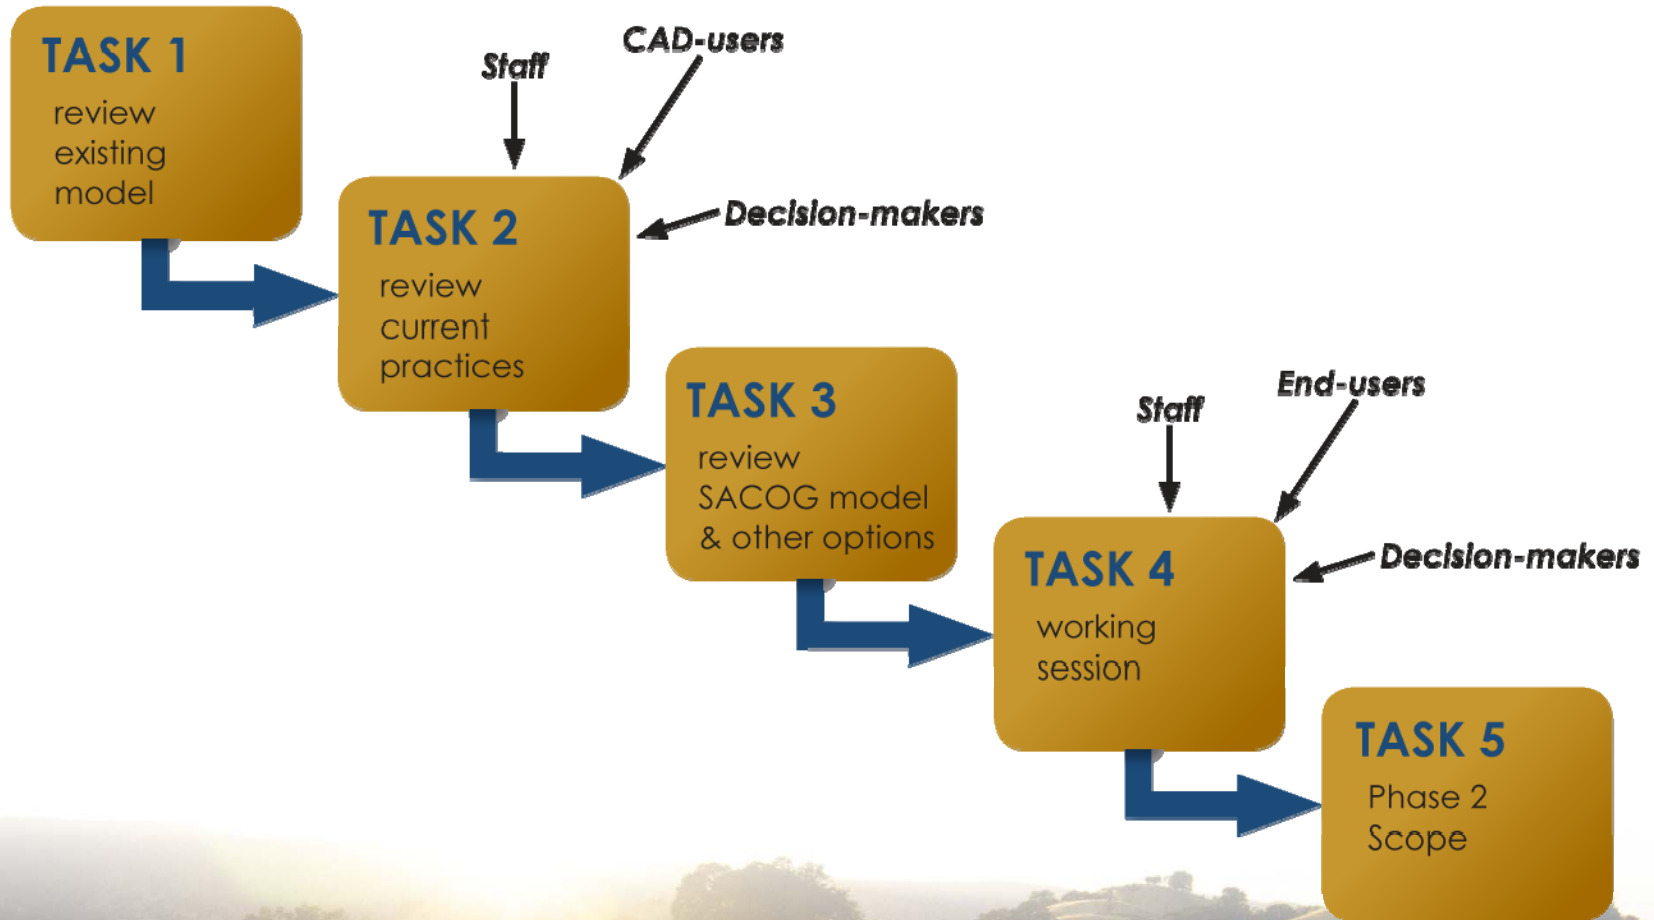 TASK 1
review
existing
model
Staff
CAD-users
Decision-makers
TASK 2
review
current
practices
TASK 3
review
SACOG model
& other options
Staff
End-users
Decision-makers
TASK 4
working
session
TASK 5
Phase 2
Scope